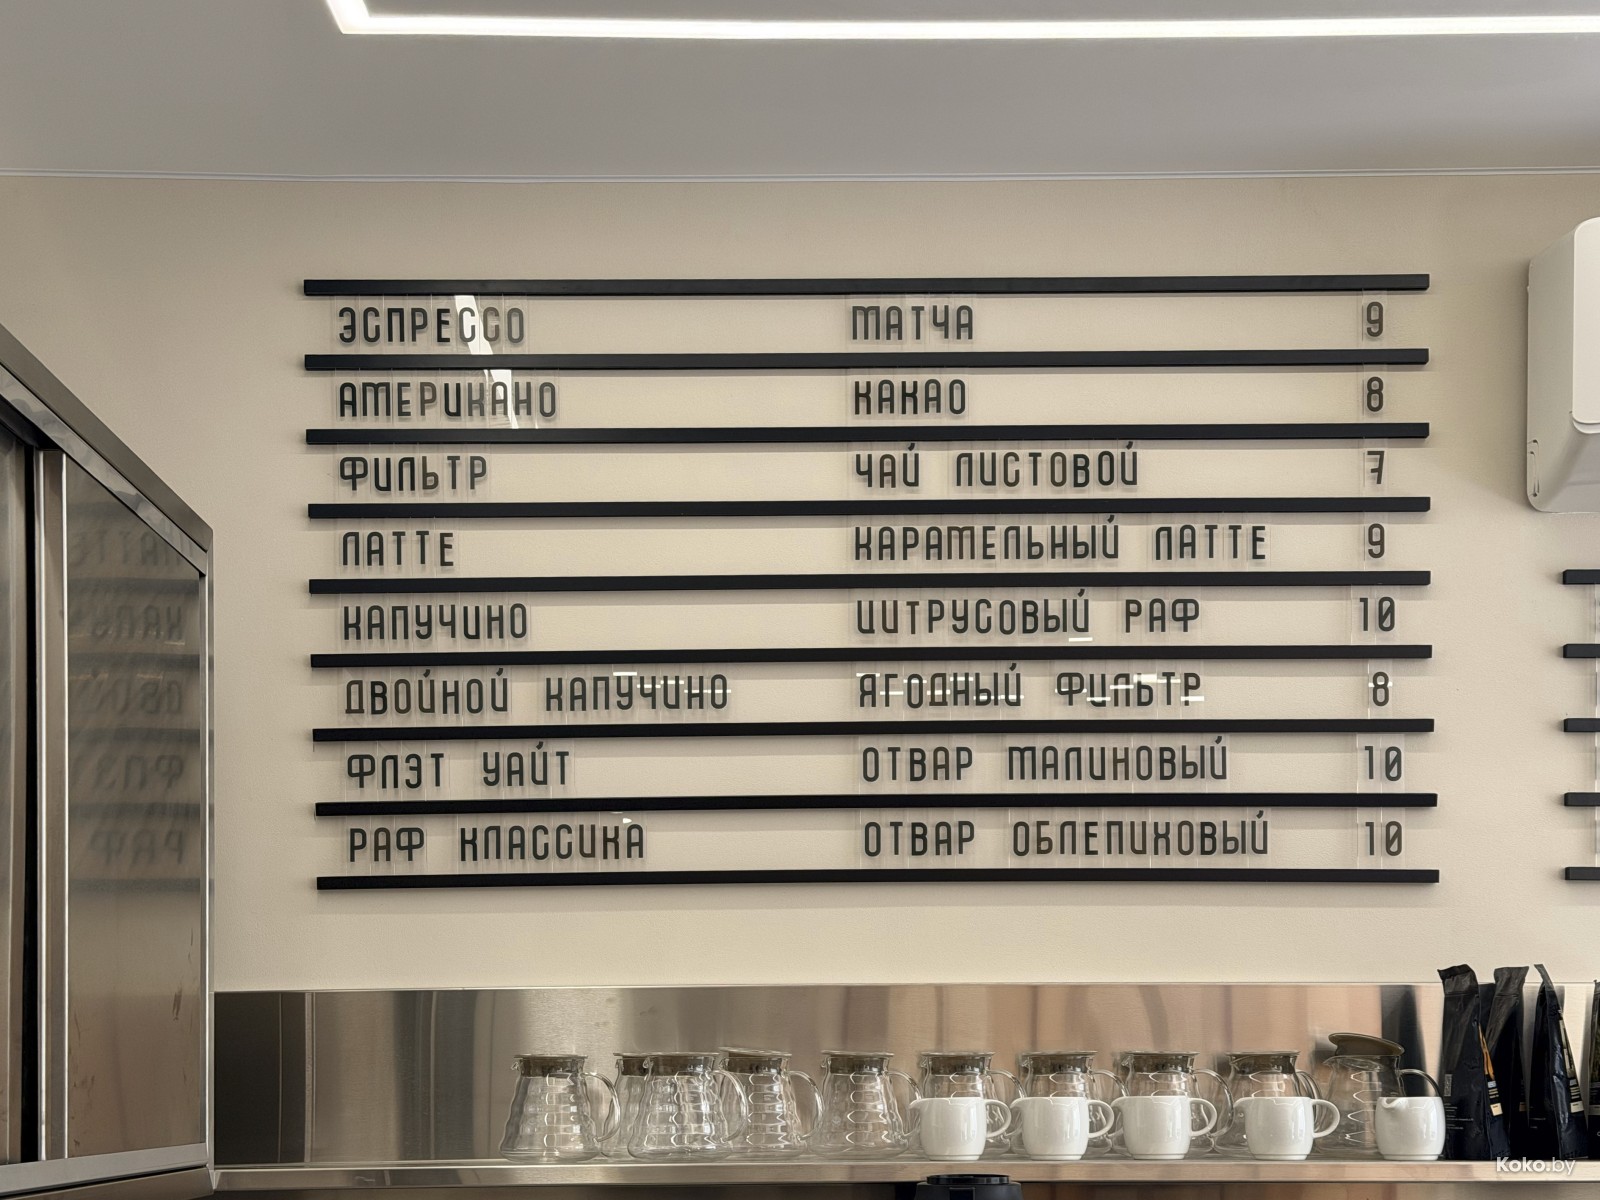 ЭСПРЕССО МАТЧА 9
АМЕРИКАНО КАКАО 8
ФИЛЬТР ЧАЙ ЛИСТОВОЙ 7
ЛАТТЕ КАРАМЕЛЬНЫЙ ЛАТТЕ 9
КАПУЧИНО ЦИТРУСОВЫЙ РАФ 10
ДВОЙНОЙ КАПУЧИНО ЯГОДНЫЙ ФИЛЬТР 8
ФЛЭТ УАЙТ ОТВАР МАЛИНОВЫЙ 10
РАФ КЛАССИКА ОТВАР ОБЛЕПИХОВЫЙ 10
Koko.by